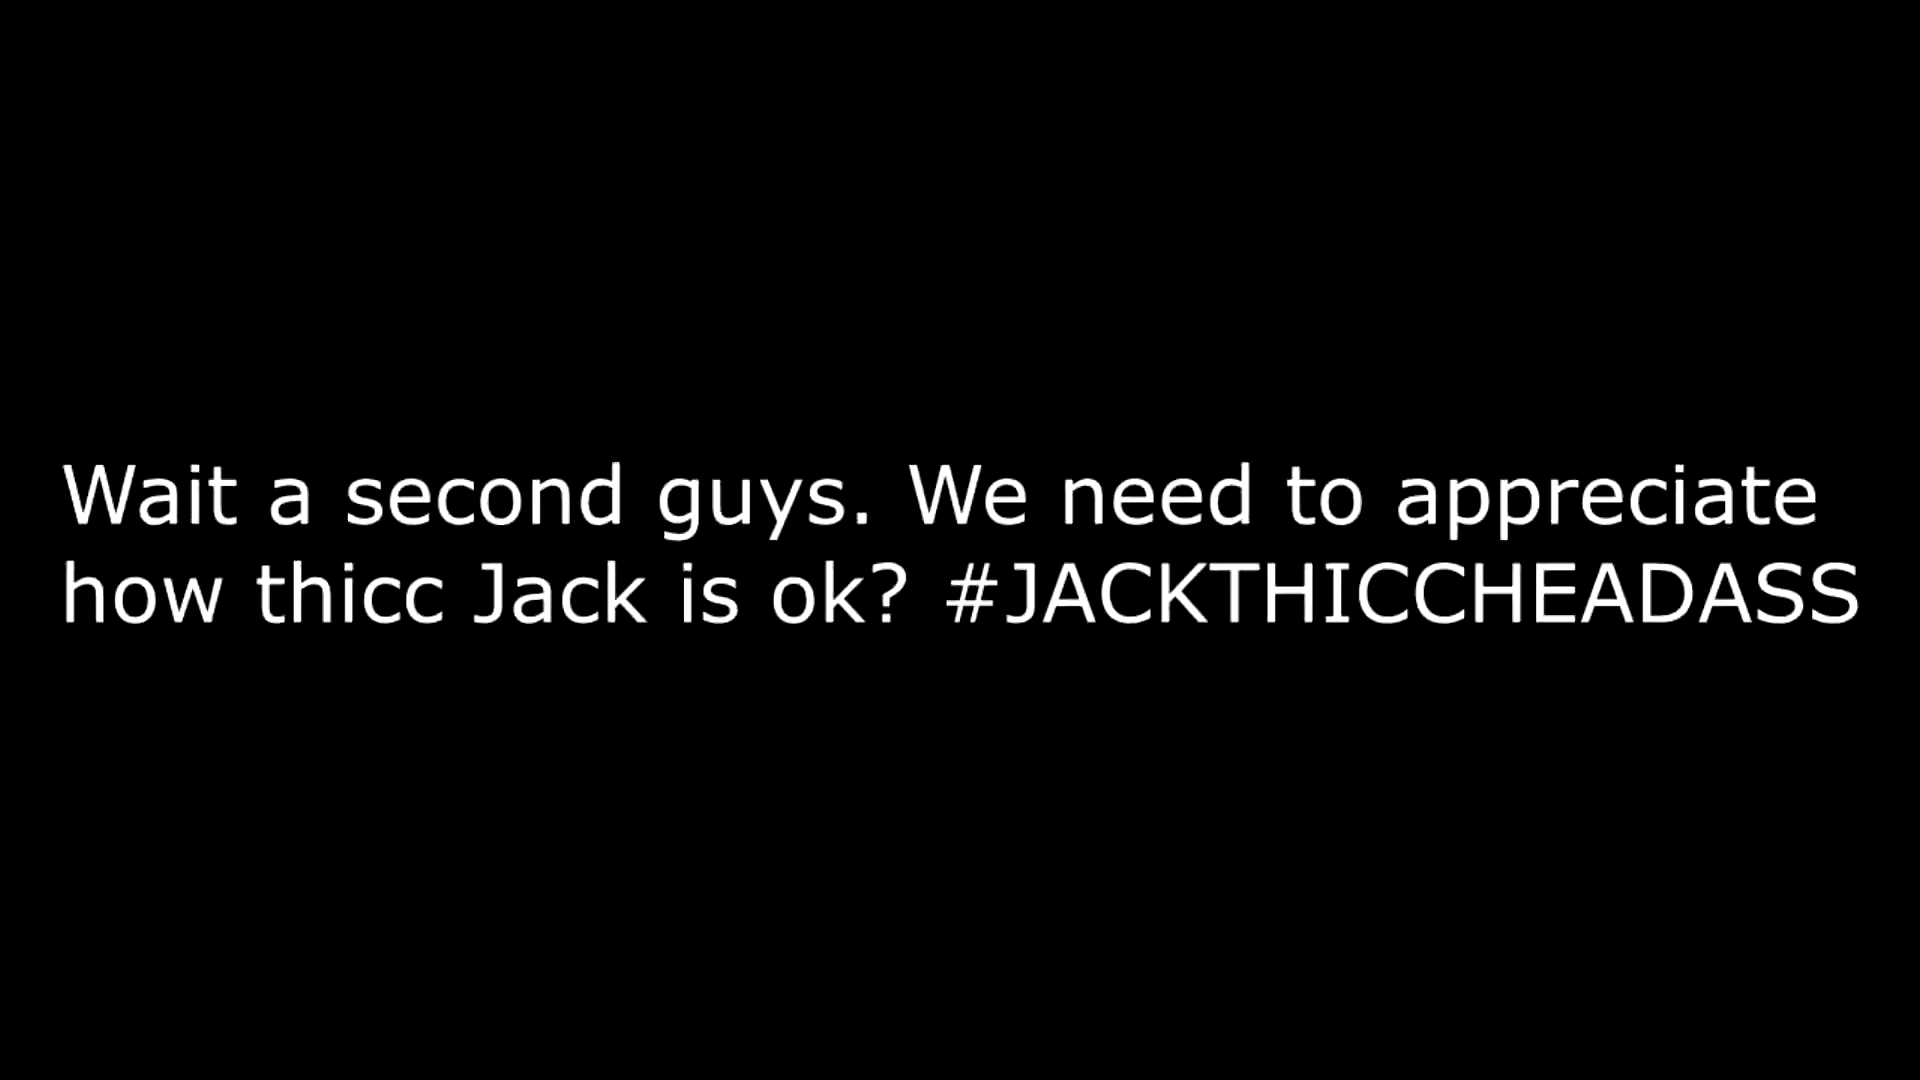 Wait a second guys. We need to appreciate
how thicc Jack is ok? #JACKTHICCHEADASS